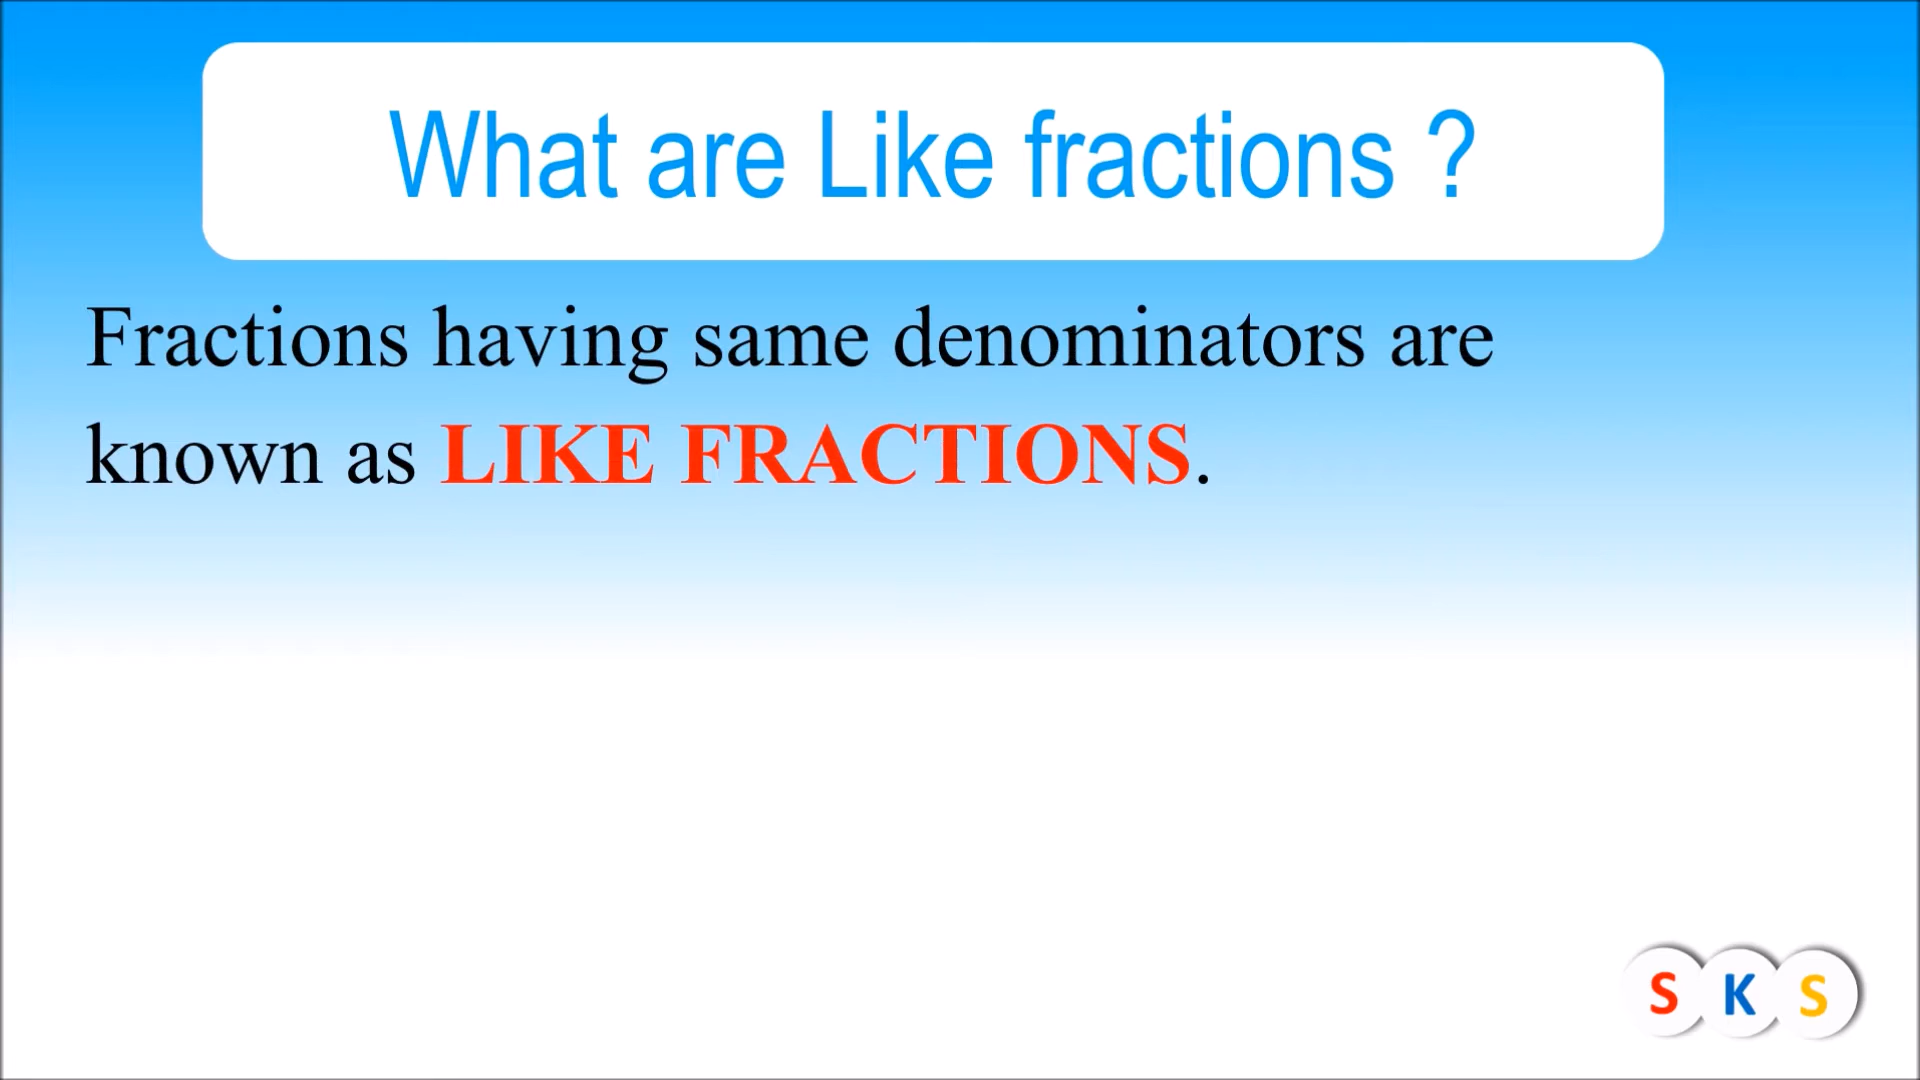 What are Like fractions ?
Fractions having same denominators are
known as LIKE FRACTIONS.
S K S